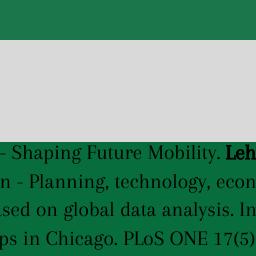 - Shaping Future Mobility. Leh
n - Planning, technology, econ
sed on global data analysis. In
ps in Chicago. PLoS ONE 17(5)